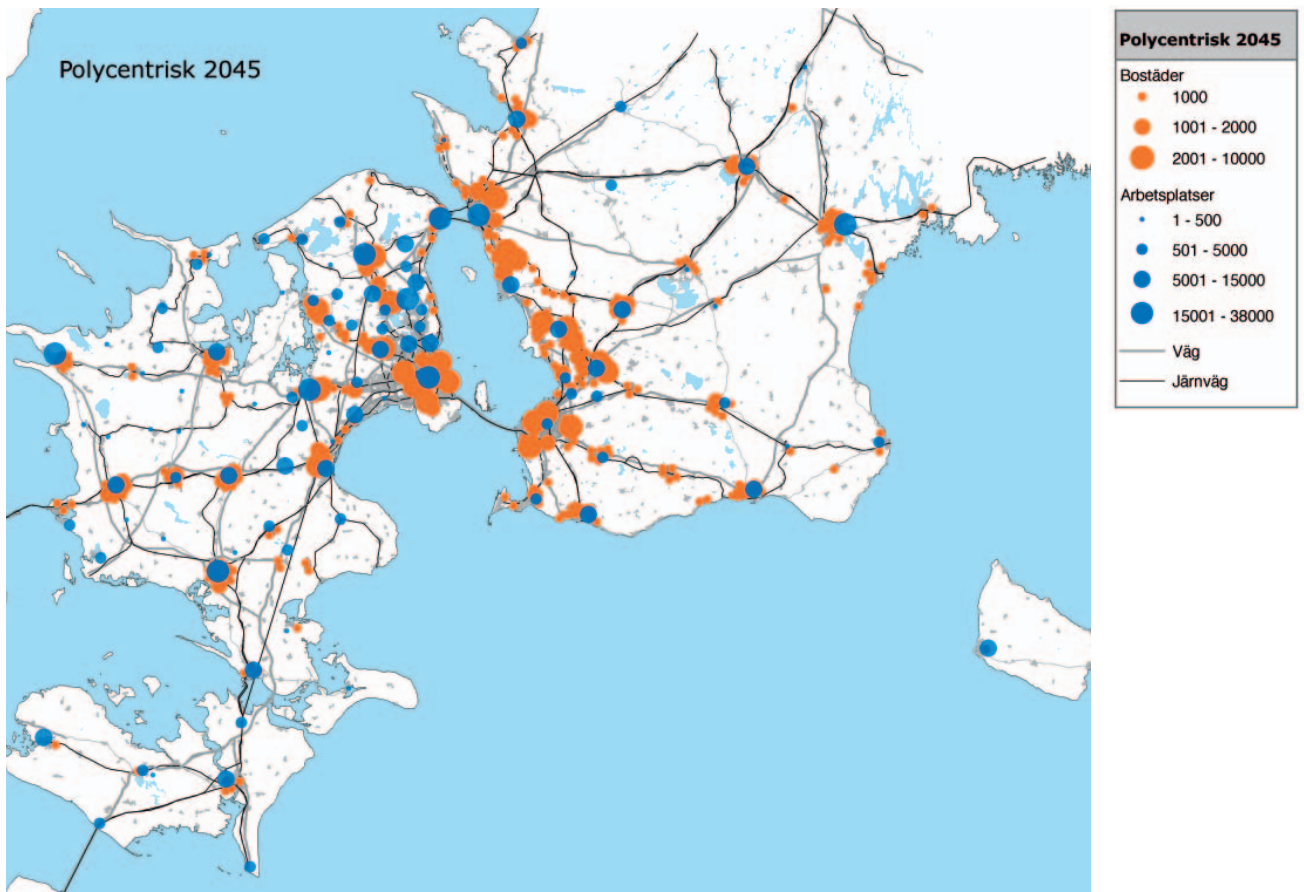 Polycentrisk 2045
Polycentrisk 2045
Bostäder
1000
1001 - 2000
2001 - 10000
Arbetsplatser
1 - 500
501 - 5000
5001 - 15000
15001 - 38000
Väg
Järnväg